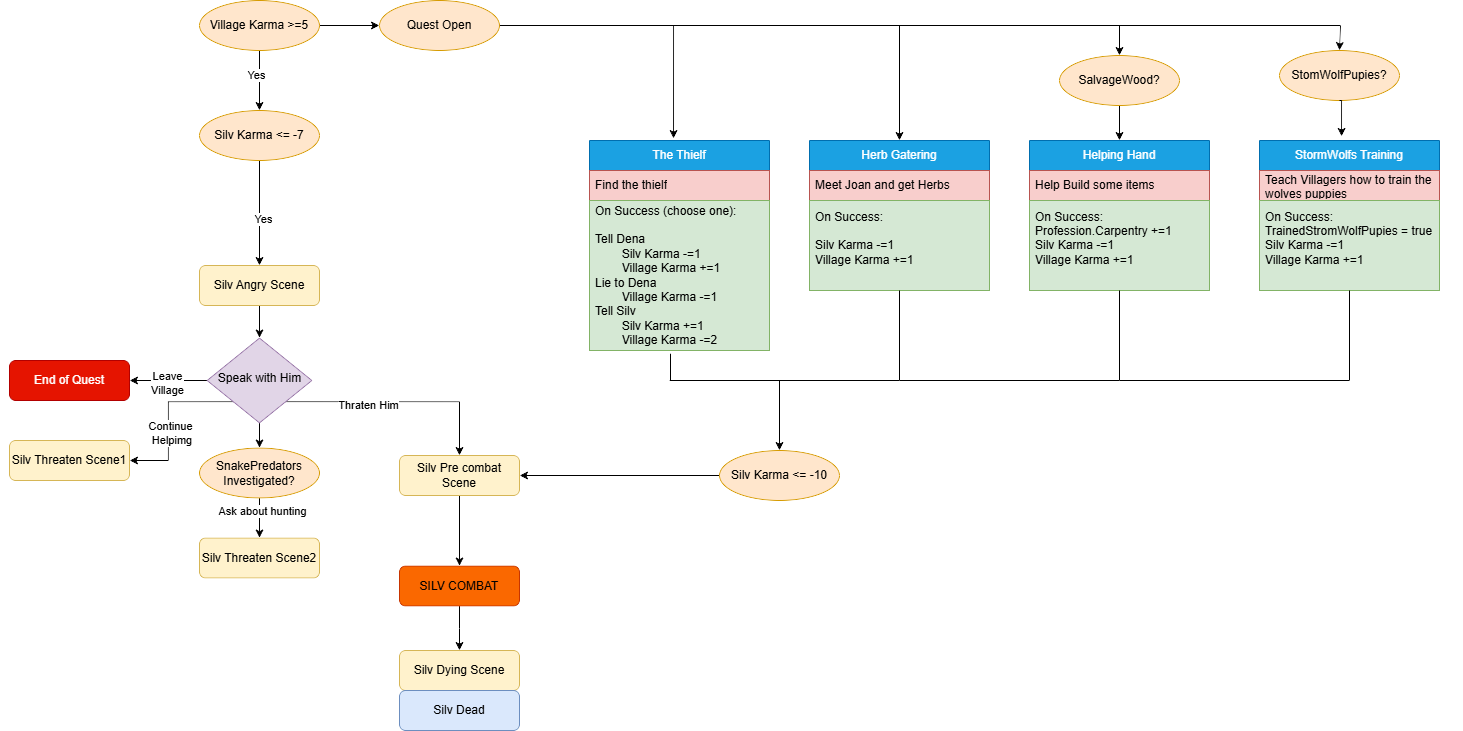 Village Karma >=5
Quest Open
Yes
SalvageWood?
StomWolfPupies?
Silv Karma <= -7
The Thielf
Find the thielf
On Success (choose one):
Tell Dena
Silv Karma -=1
Village Karma +=1
Lie to Dena
Village Karma -=1
Tell Silv
Silv Karma +=1
Village Karma -=2
Herb Gatering
Meet Joan and get Herbs
On Success:
Silv Karma -=1
Village Karma +=1
Helping Hand
Help Build some items
On Success:
Profession.Carpentry +=1
Silv Karma -=1
Village Karma +=1
StormWolfs Training
Teach Villagers how to train the
wolves puppies
On Success:
TrainedStromWolfPupies = true
Silv Karma -=1
Village Karma +=1
Yes
Silv Angry Scene
Speak with Him
Leave
Village
End of Quest
Thraten Him
Continue
Helpimg
Silv Threaten Scene1
SnakePredators
Investigated?
Ask about hunting
Silv Threaten Scene2
Silv Pre combat
Scene
Silv Karma <= -10
SILV COMBAT
Silv Dying Scene
Silv Dead